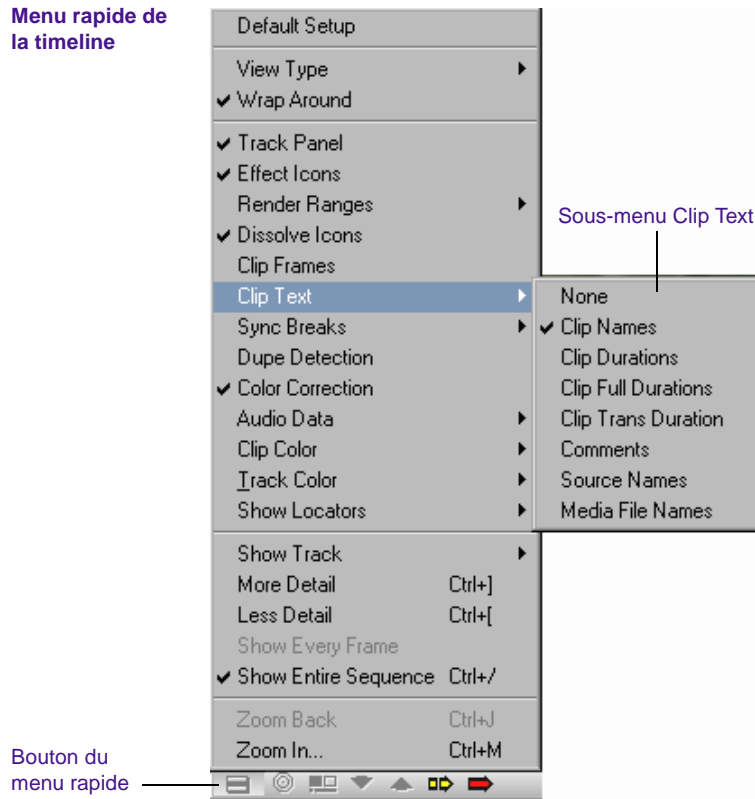 Menu rapide de
la timeline
Default Setup
View Type
Wrap Around
Track Panel
Effect Icons
Render Ranges
Dissolve Icons
Clip Frames
Clip Text
Sync Breaks
Dupe Detection
Color Correction
Audio Data
Clip Color
Track Color
Show Locators
Show Track
More Detail Ctrl+]
Less Detail Ctrl+[
Show Every Frame
Show Entire Sequence Ctrl+/
Zoom Back Ctrl+J
Zoom In... Ctrl+M
Sous-menu Clip Text
None
Clip Names
Clip Durations
Clip Full Durations
Clip Trans Duration
Comments
Source Names
Media File Names
Bouton du
menu rapide